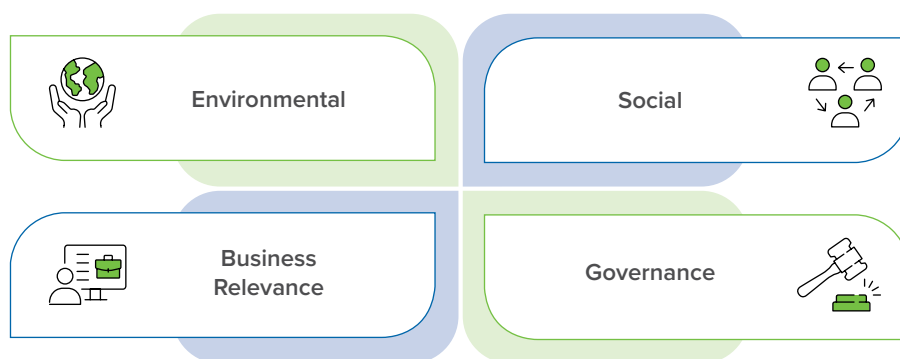 Environmental
Social
Business
Relevance
Governance